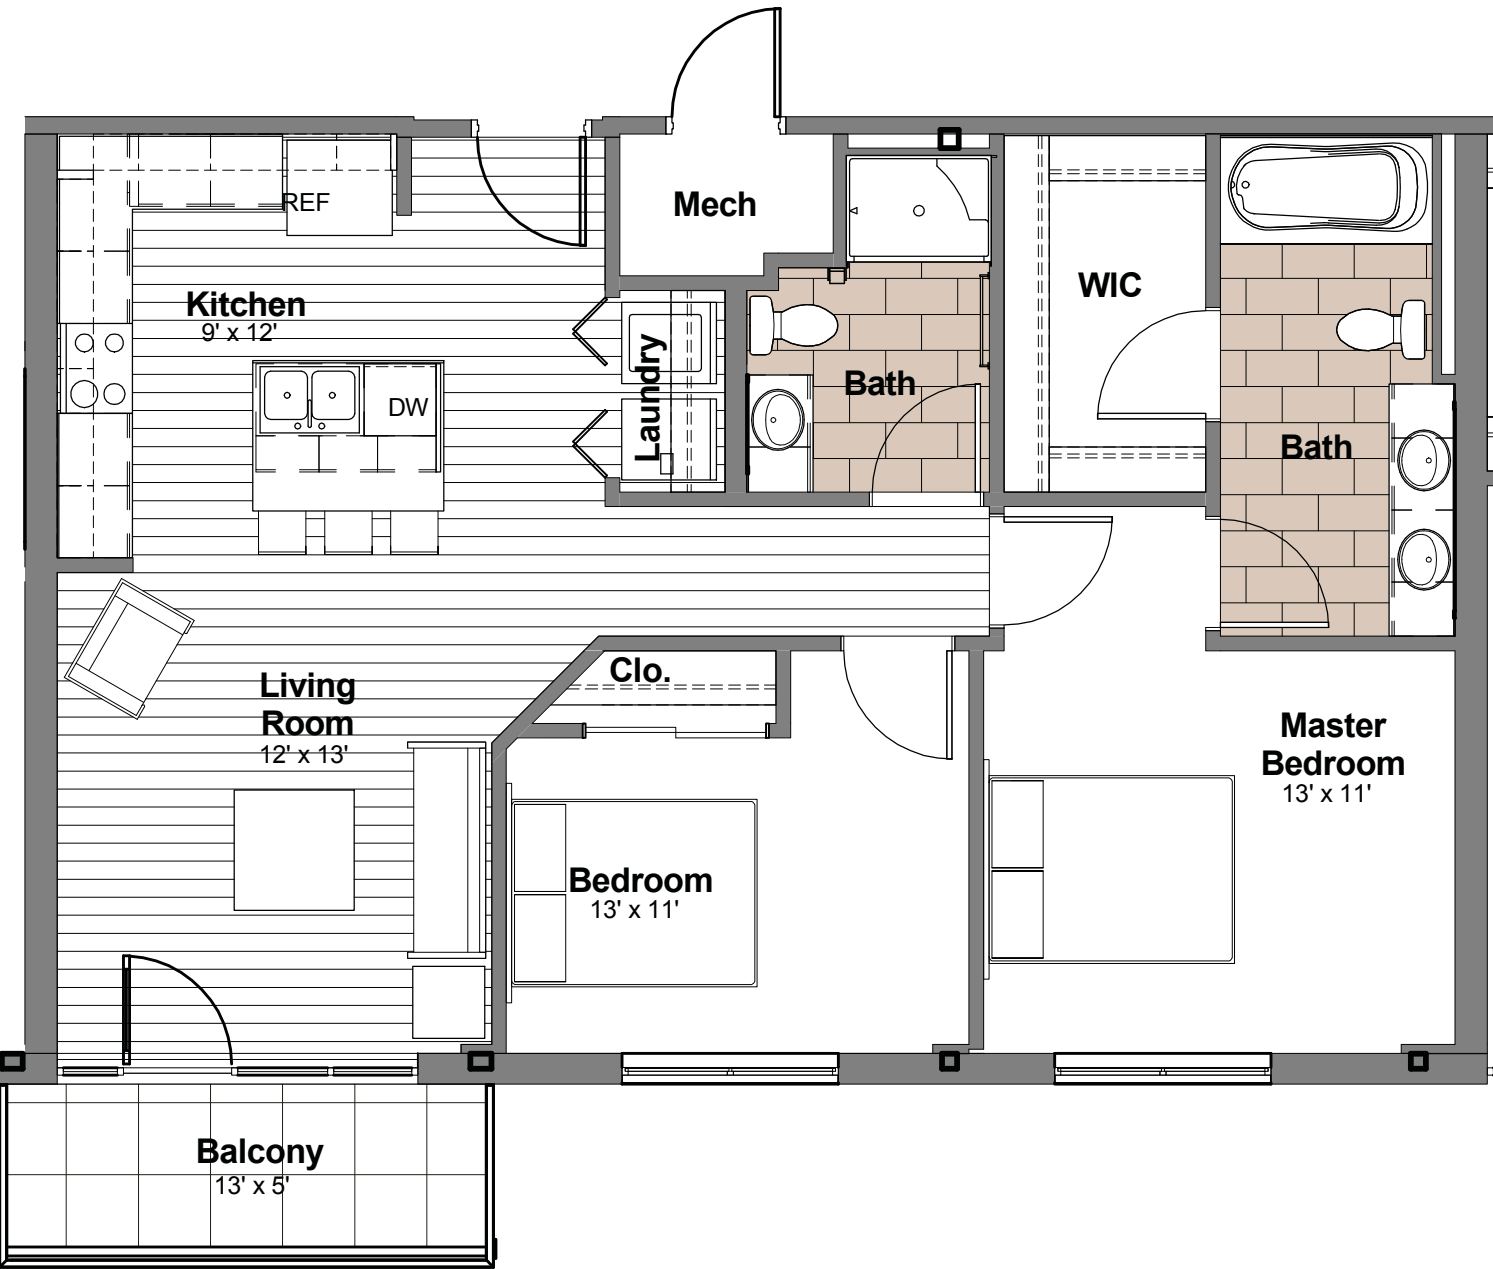 Mech
REF
WIC
Kitchen
9' x 12'
Laundry
Bath
DW
Bath
Clo.
Living
Room
12' x 13'
Master
Bedroom
13' x 11'
Bedroom
13' x 11'
Balcony
13' x 5'